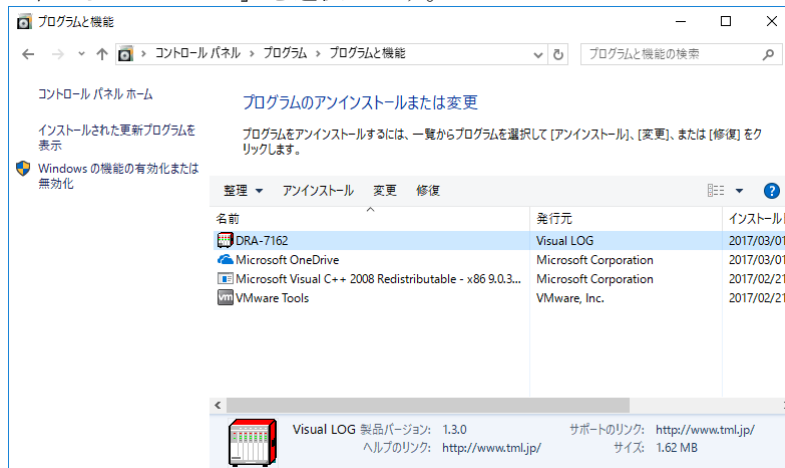 プログラムと機能
コントロール パネル › プログラム › プログラムと機能
プログラムと機能の検索
コントロール パネル ホーム
インストールされた更新プログラムを
表示
Windows の機能の有効化または
無効化
プログラムのアンインストールまたは変更
プログラムをアンインストールするには、一覧からプログラムを選択して [アンインストール]、[変更]、または [修復] をク
リックします。
整理 アンインストール 変更 修復
名前 発行元 インストール
DRA-7162 Visual LOG 2017/03/01
Microsoft OneDrive Microsoft Corporation 2017/03/01
Microsoft Visual C++ 2008 Redistributable - x86 9.0.3... Microsoft Corporation 2017/02/21
vm VMware Tools VMware, Inc. 2017/02/21
Visual LOG 製品バージョン: 1.3.0 サポートのリンク: http://www.tml.jp/
ヘルプのリンク: http://www.tml.jp/ サイズ: 1.62 MB